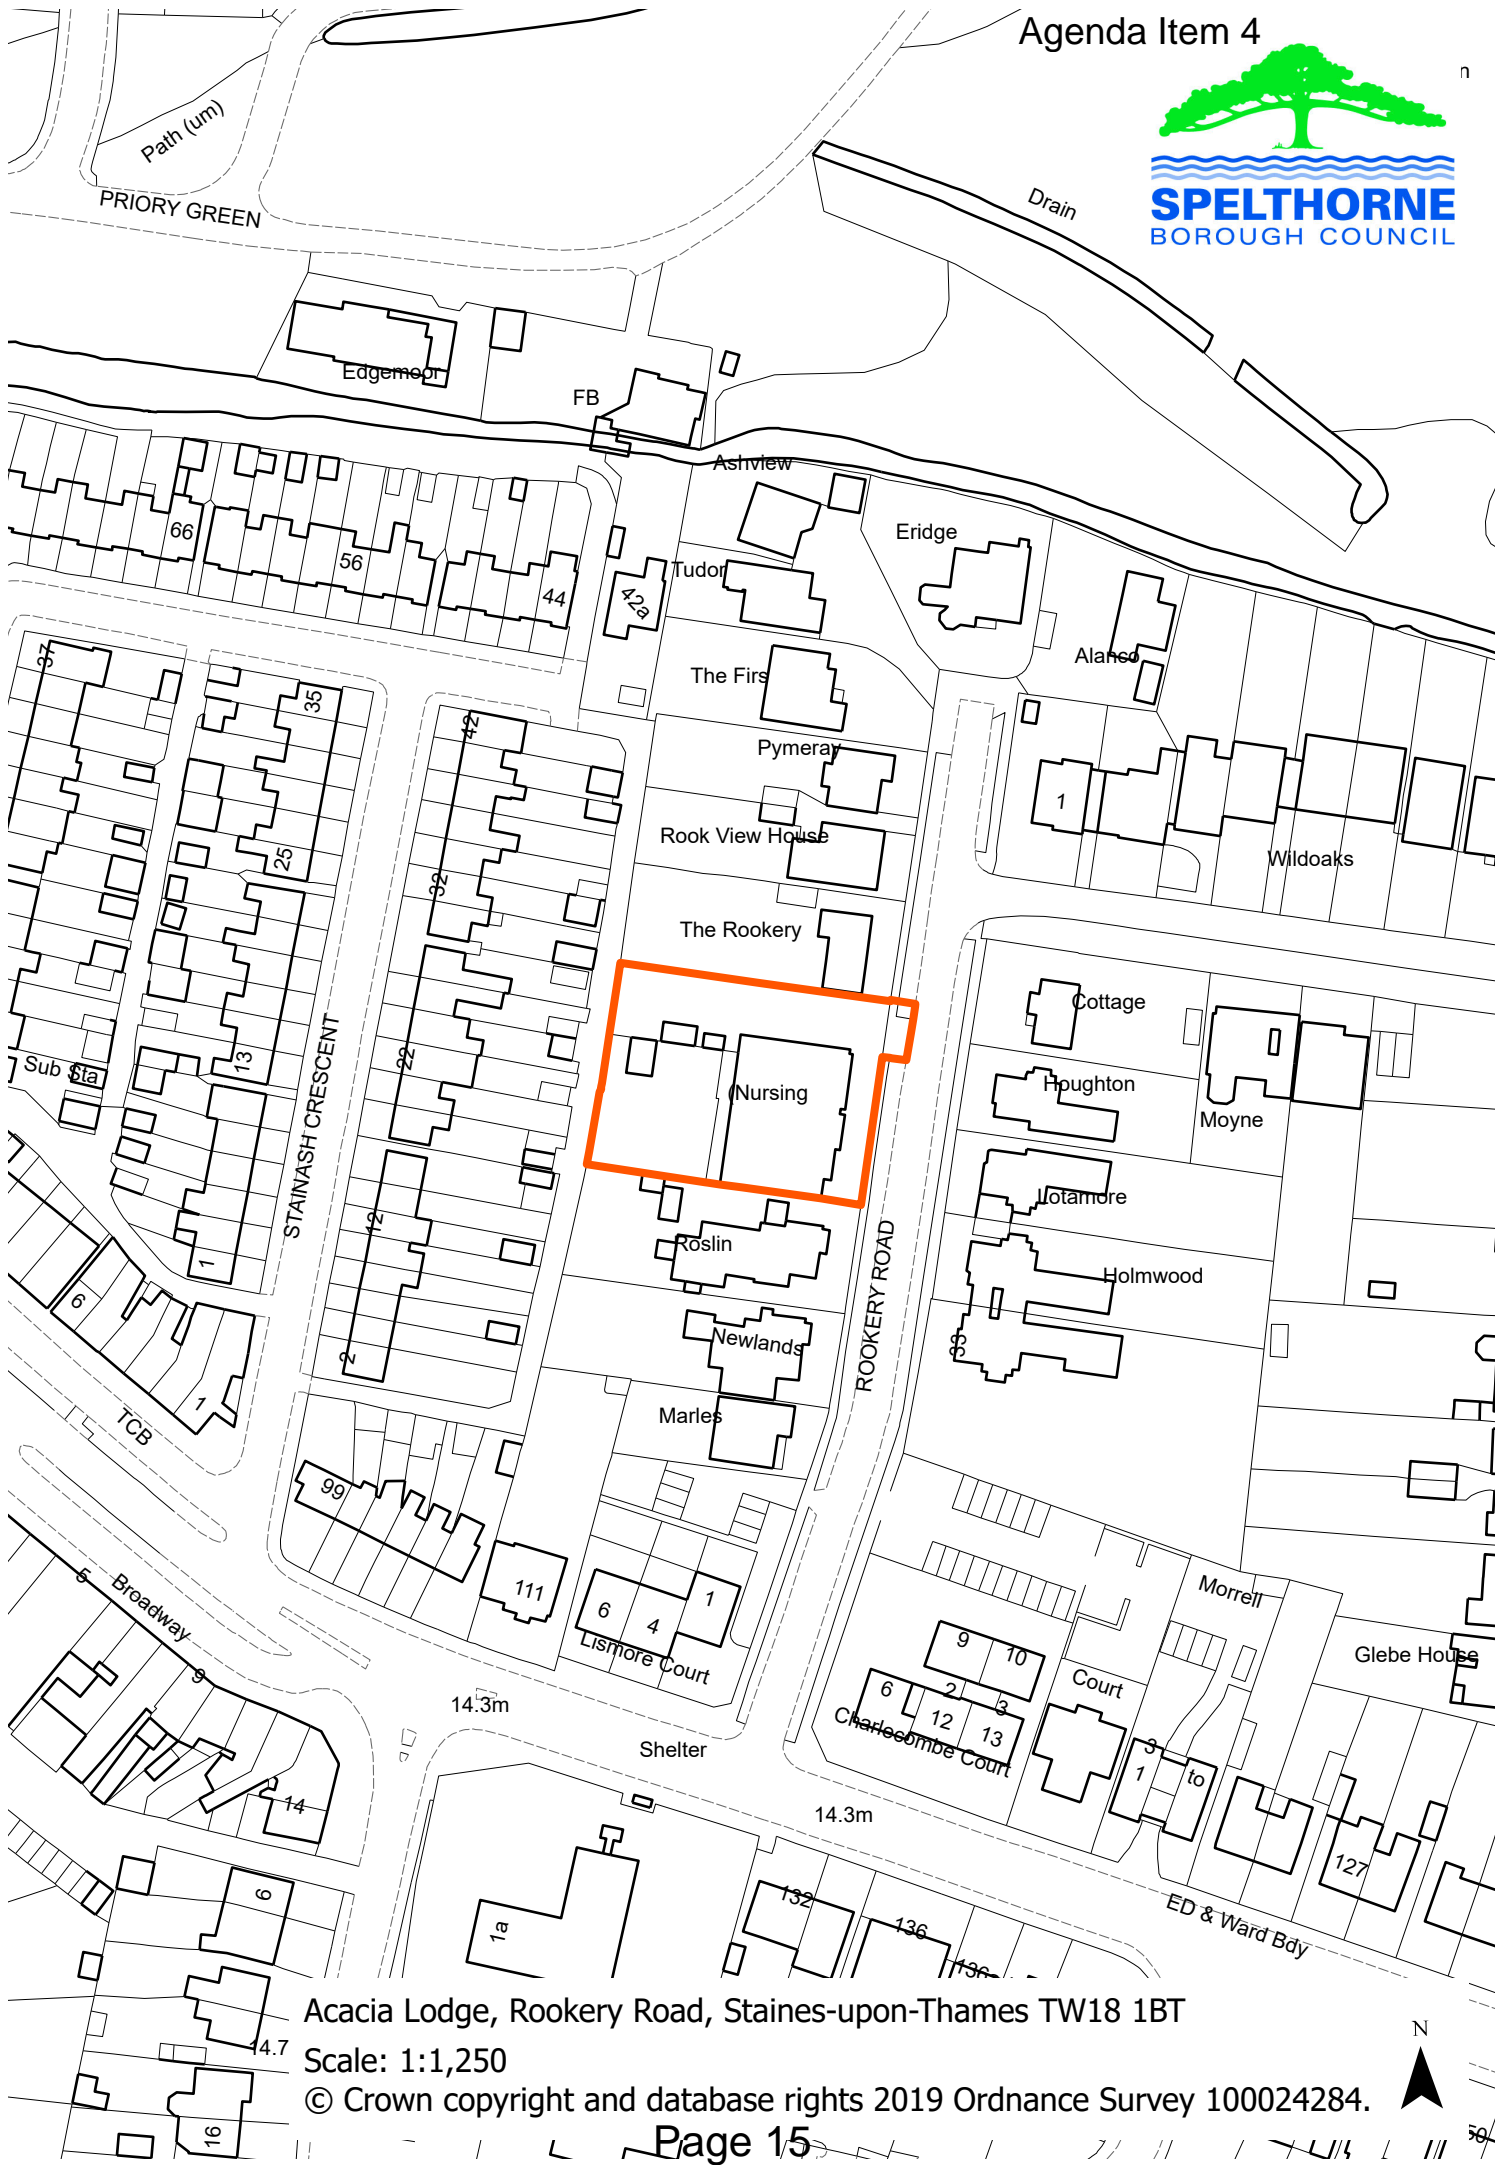 Agenda Item 4
n
SPELTHORNE
BOROUGH COUNCIL
Path (um)
PRIORY GREEN
Drain
Edgemoor
FB
Ashview
Eridge
66
56
44
42a
Tudor
The Firs
Alanco
37
35
42
Pymeray
1
Rook View House
25
32
Wildoaks
The Rookery
Cottage
Sub Sta
13
22
STAINASH CRESCENT
(Nursing
Houghton
Moyne
Lotamore
12
1
Roslin
ROOKERY ROAD
Holmwood
6
2
Newlands
33
1
TCB
Marles
99
5
Broadway
111
6
4
1
Lismore Court
9
10
Morrell
Court
Glebe House
9
14.3m
6
2
3
12
13
Charlecombe Court
Shelter
3
1
to
14
14.3m
127
6
1a
132
136
136
ED & Ward Bdy
14.7
16
50
Acacia Lodge, Rookery Road, Staines-upon-Thames TW18 1BT
Scale: 1:1,250
© Crown copyright and database rights 2019 Ordnance Survey 100024284.
N
Page 15